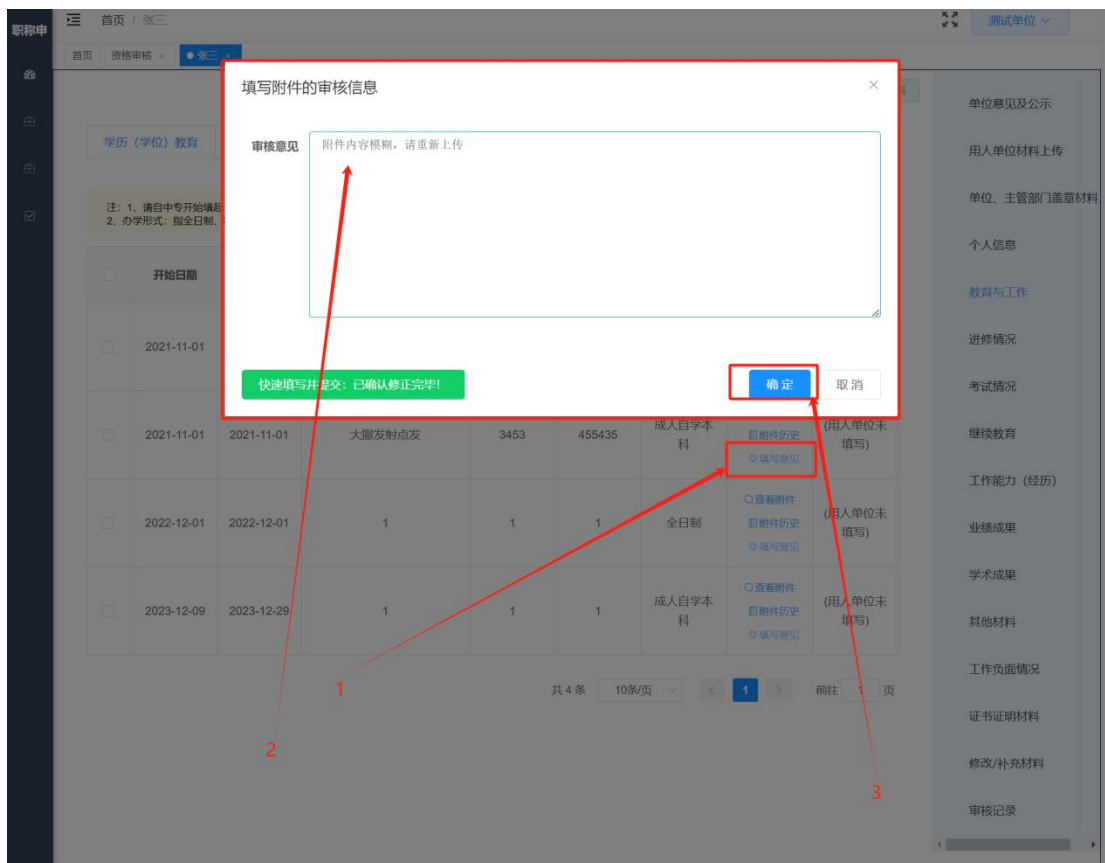 职称申
首页 / 张三
测试单位
首页 资格审核 × 张三 ×
填写附件的审核信息 ×
审核意见
附件内容模糊，请重新上传
快速填写并提交：已确认修正完毕！
确 定 取 消
学历（学位）教育
注：1、请自中专开始填起
2、办学形式：指全日制、
开始日期
2021-11-01
2021-11-01 2021-11-01 大撒发射点发 3453 455435 成人自学本科 附件历史 填写意见 (用人单位未填写)
2022-12-01 2022-12-01 1 1 1 全日制 查看附件 附件历史 填写意见 (用人单位未填写)
2023-12-09 2023-12-29 1 1 1 成人自学本科 查看附件 附件历史 填写意见 (用人单位未填写)
共 4 条 10条/页 < 1 > 前往 1 页
1
2
3
单位意见及公示
用人单位材料上传
单位、主管部门盖章材料
个人信息
教育与工作
进修情况
考试情况
继续教育
工作能力（经历）
业绩成果
学术成果
其他材料
工作负面情况
证书证明材料
修改/补充材料
审核记录